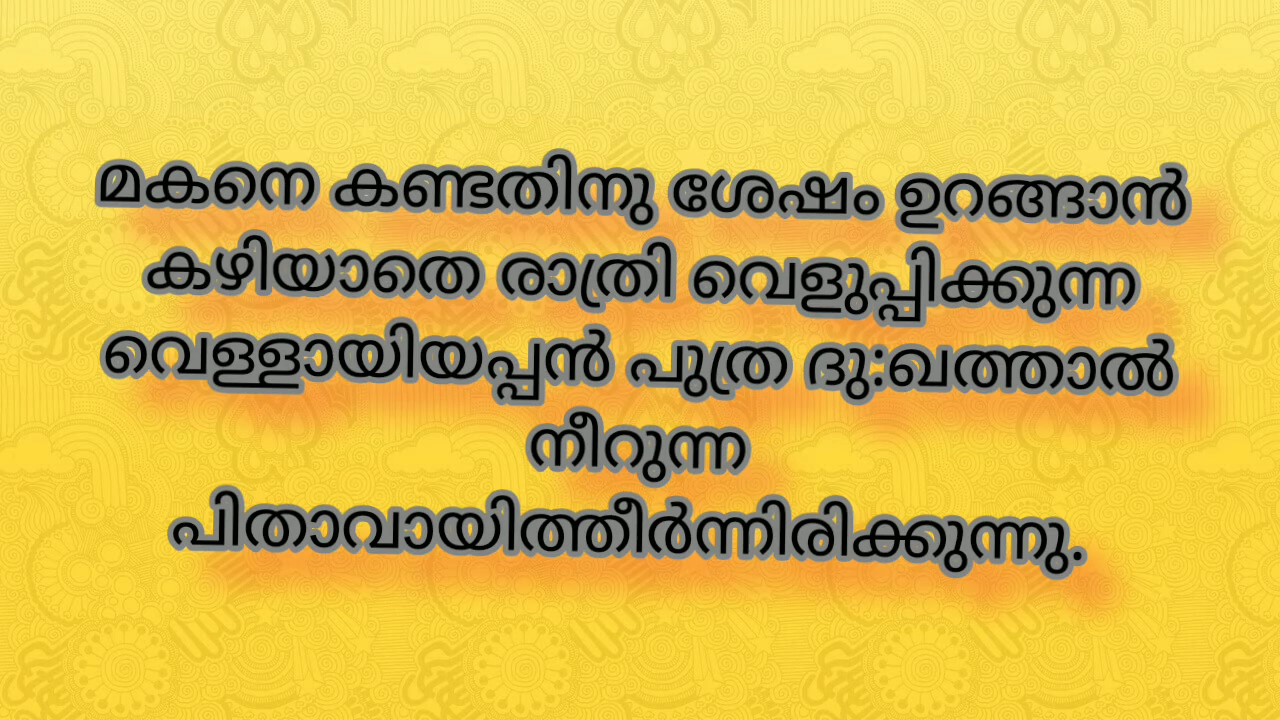 മകനെ കണ്ടതിനു ശേഷം ഉറങ്ങാൻ
കഴിയാതെ രാത്രി വെളുപ്പിക്കുന്ന
വെള്ളായിയപ്പൻ പുത്ര ദു:ഖത്താൽ
നീറുന്ന
പിതാവായിത്തീർന്നിരിക്കുന്നു.